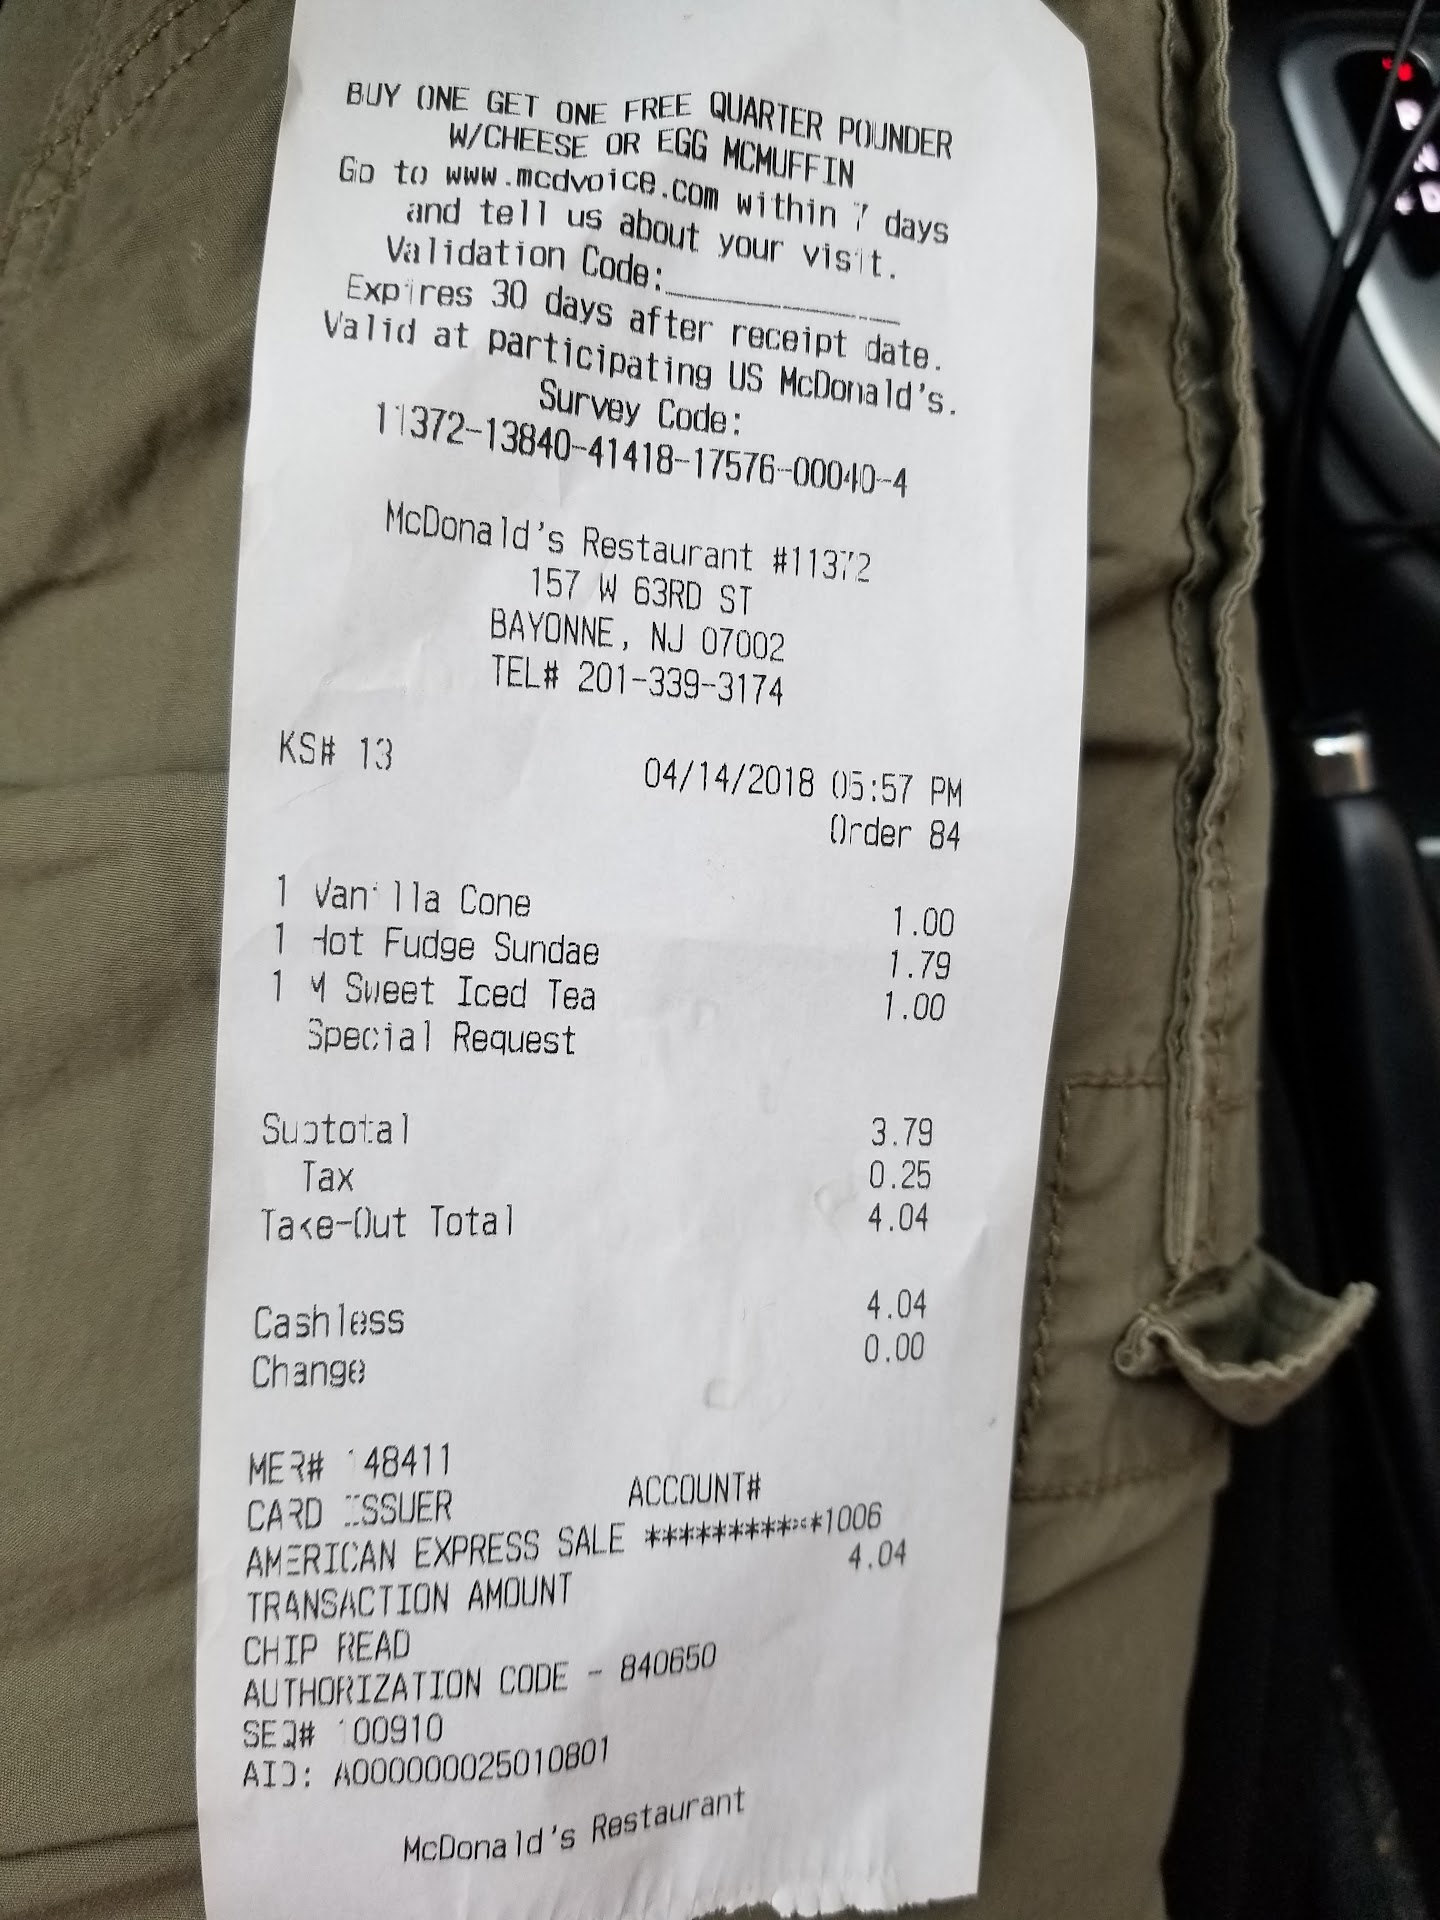 BUY ONE GET ONE FREE QUARTER POUNDER
W/CHEESE OR EGG MCMUFFIN
Go to www.mcdvoice.com within 7 days
and tell us about your visit.
Validation Code:____________
Expires 30 days after receipt date.
Valid at participating US McDonald's.
Survey Code:
11372-13840-41418-17576-00040-4
McDonald's Restaurant #11372
157 W 63RD ST
BAYONNE, NJ 07002
TEL# 201-339-3174
KS# 13
04/14/2018 05:57 PM
Order 84
1 Vanilla Cone 1.00
1 Hot Fudge Sundae 1.79
1 M Sweet Iced Tea 1.00
Special Request
Subtotal 3.79
Tax 0.25
Take-Out Total 4.04
Cashless 4.04
Change 0.00
MER# 148411
CARD ISSUER ACCOUNT#
AMERICAN EXPRESS SALE ***********1006
TRANSACTION AMOUNT 4.04
CHIP READ
AUTHORIZATION CODE - 840650
SEQ# 100910
AID: A000000025010801
McDonald's Restaurant